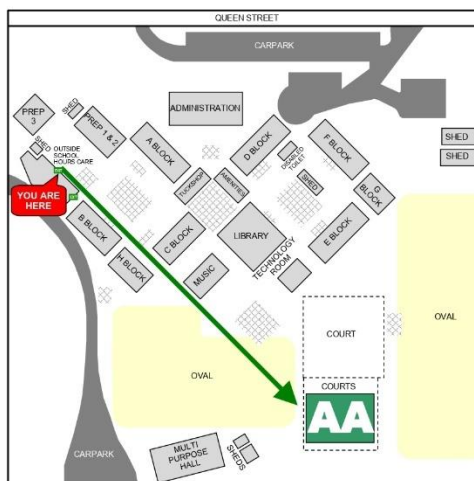 QUEEN STREET
CARPARK
PREP
3
SHED
PREP 1 & 2
ADMINISTRATION
SHED
OUTSIDE
SCHOOL
HOURS CARE
A BLOCK
D BLOCK
DISABLED
TOILET
F BLOCK
SHED
SHED
YOU ARE
HERE
TUCKSHOP
AMENITIES
SHED
G
BLOCK
B BLOCK
C BLOCK
LIBRARY
E BLOCK
H BLOCK
MUSIC
TECHNOLOGY
ROOM
COURT
OVAL
OVAL
COURTS
AA
MULTI
PURPOSE
HALL
SHEDS
CARPARK